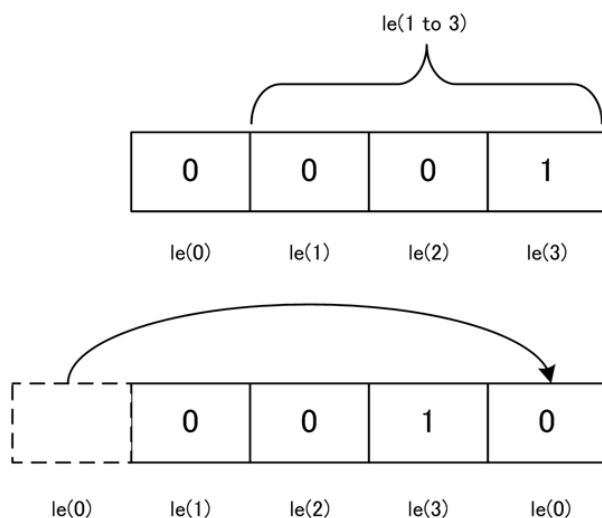 le(1 to 3)
0 0 0 1
le(0) le(1) le(2) le(3)
0 0 1 0
le(0) le(1) le(2) le(3) le(0)